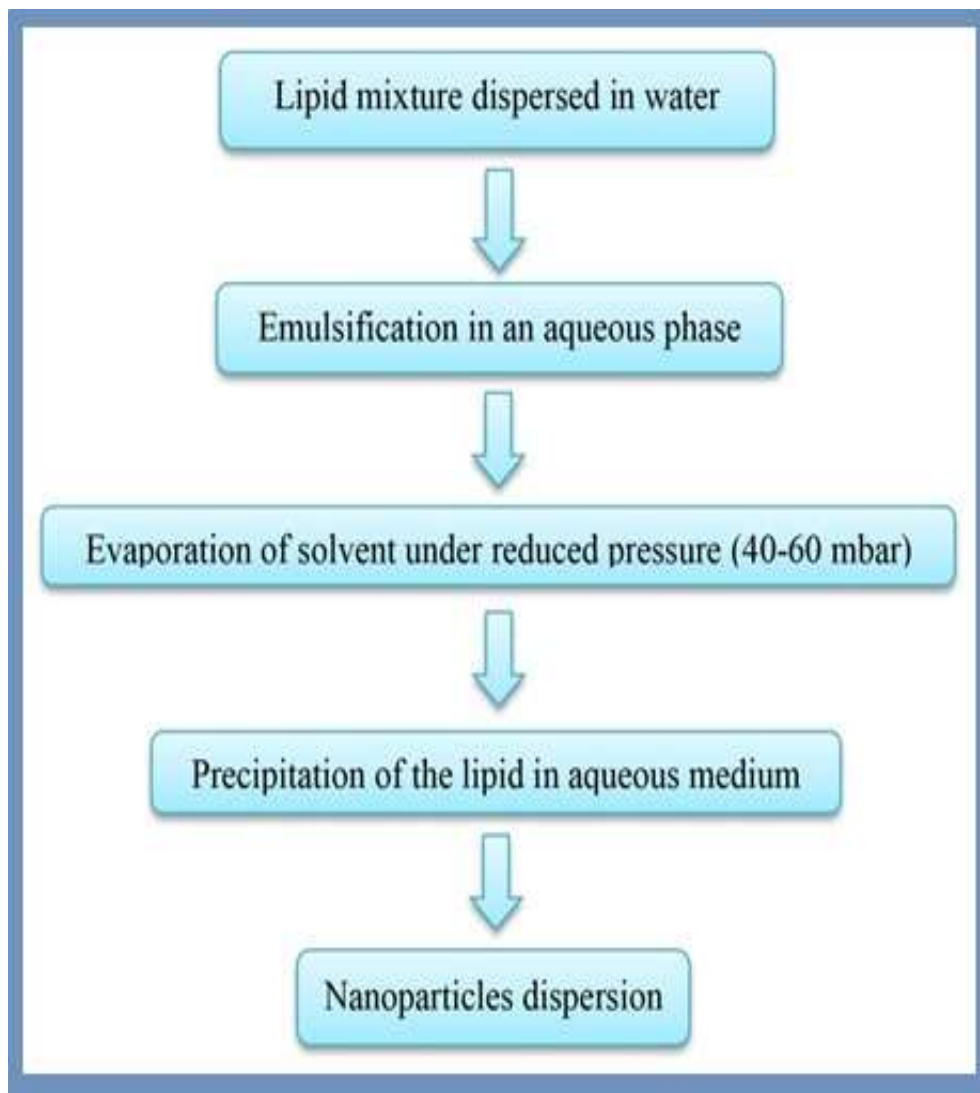 Lipid mixture dispersed in water
Emulsification in an aqueous phase
Evaporation of solvent under reduced pressure (40-60 mbar)
Precipitation of the lipid in aqueous medium
Nanoparticles dispersion